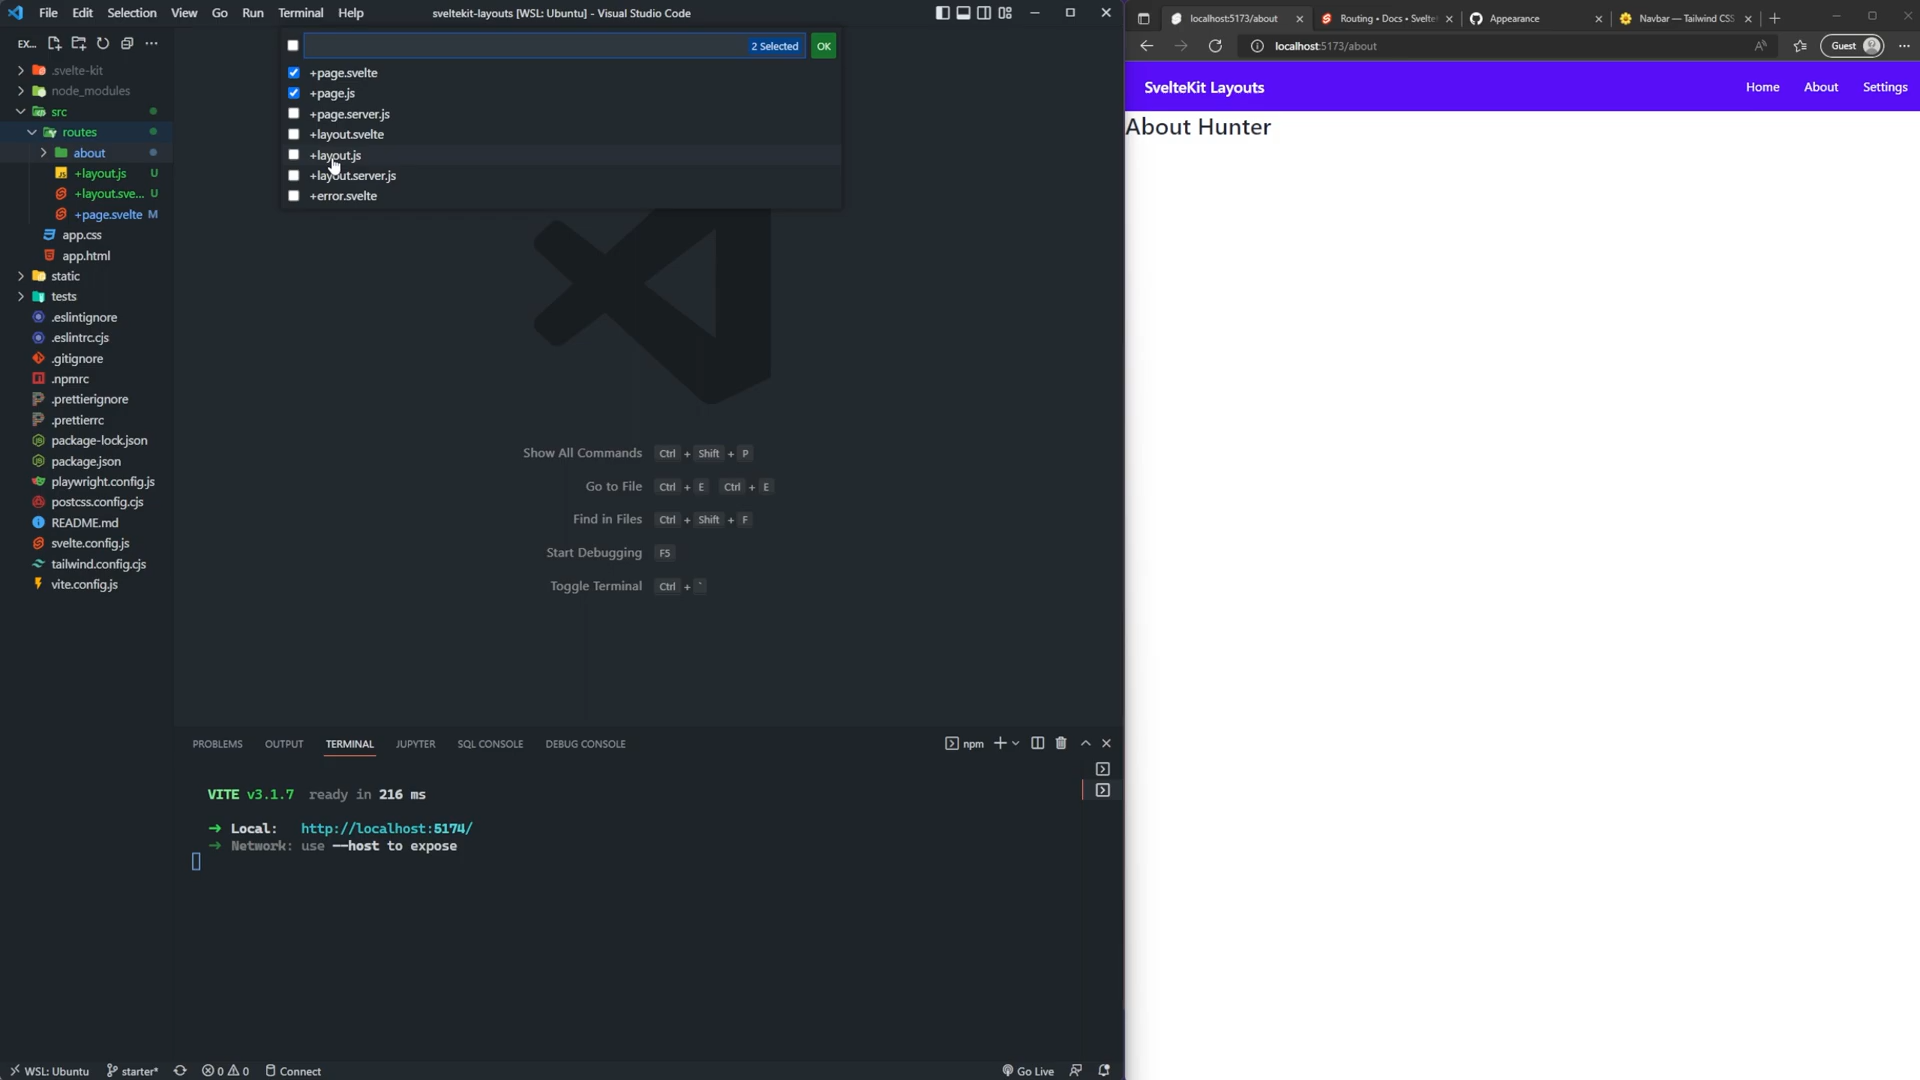 File Edit Selection View Go Run Terminal Help
sveltekit-layouts [WSL: Ubuntu] - Visual Studio Code
EX...
.svelte-kit
node_modules
src
routes
about
+layout.js U
+layout.sve... U
+page.svelte M
app.css
app.html
static
tests
.eslintignore
.eslintrc.cjs
.gitignore
.npmrc
.prettierignore
.prettierrc
package-lock.json
package.json
playwright.config.js
postcss.config.cjs
README.md
svelte.config.js
tailwind.config.cjs
vite.config.js
2 Selected OK
+page.svelte
+page.js
+page.server.js
+layout.svelte
+layout.js
+layout.server.js
+error.svelte
Show All Commands Ctrl + Shift + P
Go to File Ctrl + E Ctrl + E
Find in Files Ctrl + Shift + F
Start Debugging F5
Toggle Terminal Ctrl + `
PROBLEMS OUTPUT TERMINAL JUPYTER SQL CONSOLE DEBUG CONSOLE
npm
VITE v3.1.7 ready in 216 ms
➜ Local: http://localhost:5174/
➜ Network: use --host to expose
WSL: Ubuntu starter* 0 0 Connect
Go Live
localhost:5173/about
Routing • Docs • Svelte
Appearance
Navbar — Tailwind CSS
localhost:5173/about
Guest
SvelteKit Layouts
Home About Settings
About Hunter